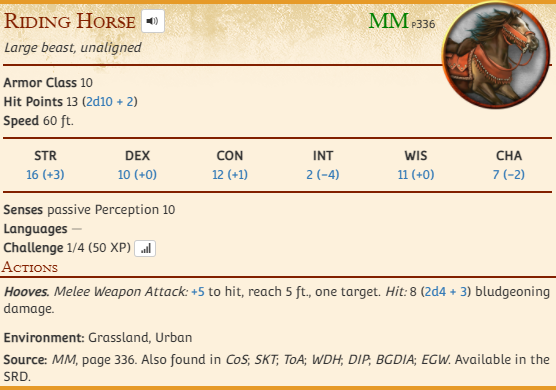 Riding Horse
MM p336
Large beast, unaligned
Armor Class 10
Hit Points 13 (2d10 + 2)
Speed 60 ft.
STR DEX CON INT WIS CHA
16 (+3) 10 (+0) 12 (+1) 2 (−4) 11 (+0) 7 (−2)
Senses passive Perception 10
Languages —
Challenge 1/4 (50 XP)
Actions
Hooves. Melee Weapon Attack: +5 to hit, reach 5 ft., one target. Hit: 8 (2d4 + 3) bludgeoning
damage.
Environment: Grassland, Urban
Source: MM, page 336. Also found in CoS; SKT; ToA; WDH; DIP; BGDIA; EGW. Available in the
SRD.